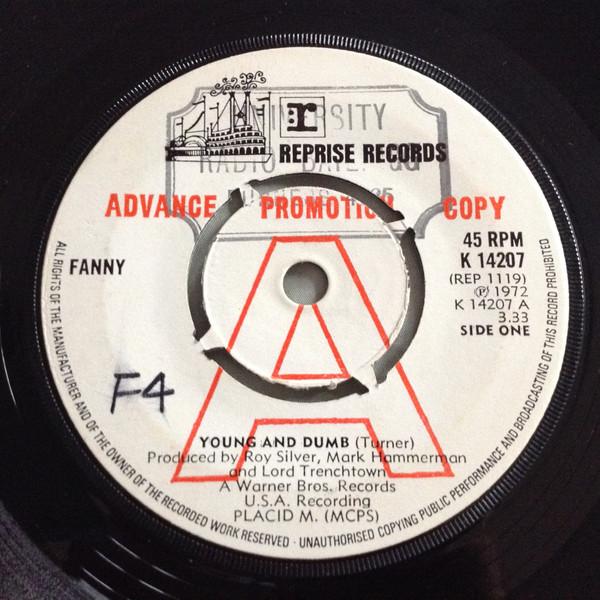 UNIVERSITY
RADIO
r
REPRISE RECORDS
ADVANCE PROMOTION COPY
FANNY
45 RPM
K 14207
(REP 1119)
Ⓟ 1972
K 14207 A
3.33
SIDE ONE
F4
YOUNG AND DUMB (Turner)
Produced by Roy Silver, Mark Hammerman
and Lord Trenchtown
A Warner Bros. Records
U.S.A. Recording
PLACID M. (MCPS)
ALL RIGHTS OF THE MANUFACTURER AND OF THE OWNER OF THE RECORDED WORK RESERVED · UNAUTHORISED COPYING PUBLIC PERFORMANCE AND BROADCASTING OF THIS RECORD PROHIBITED
A